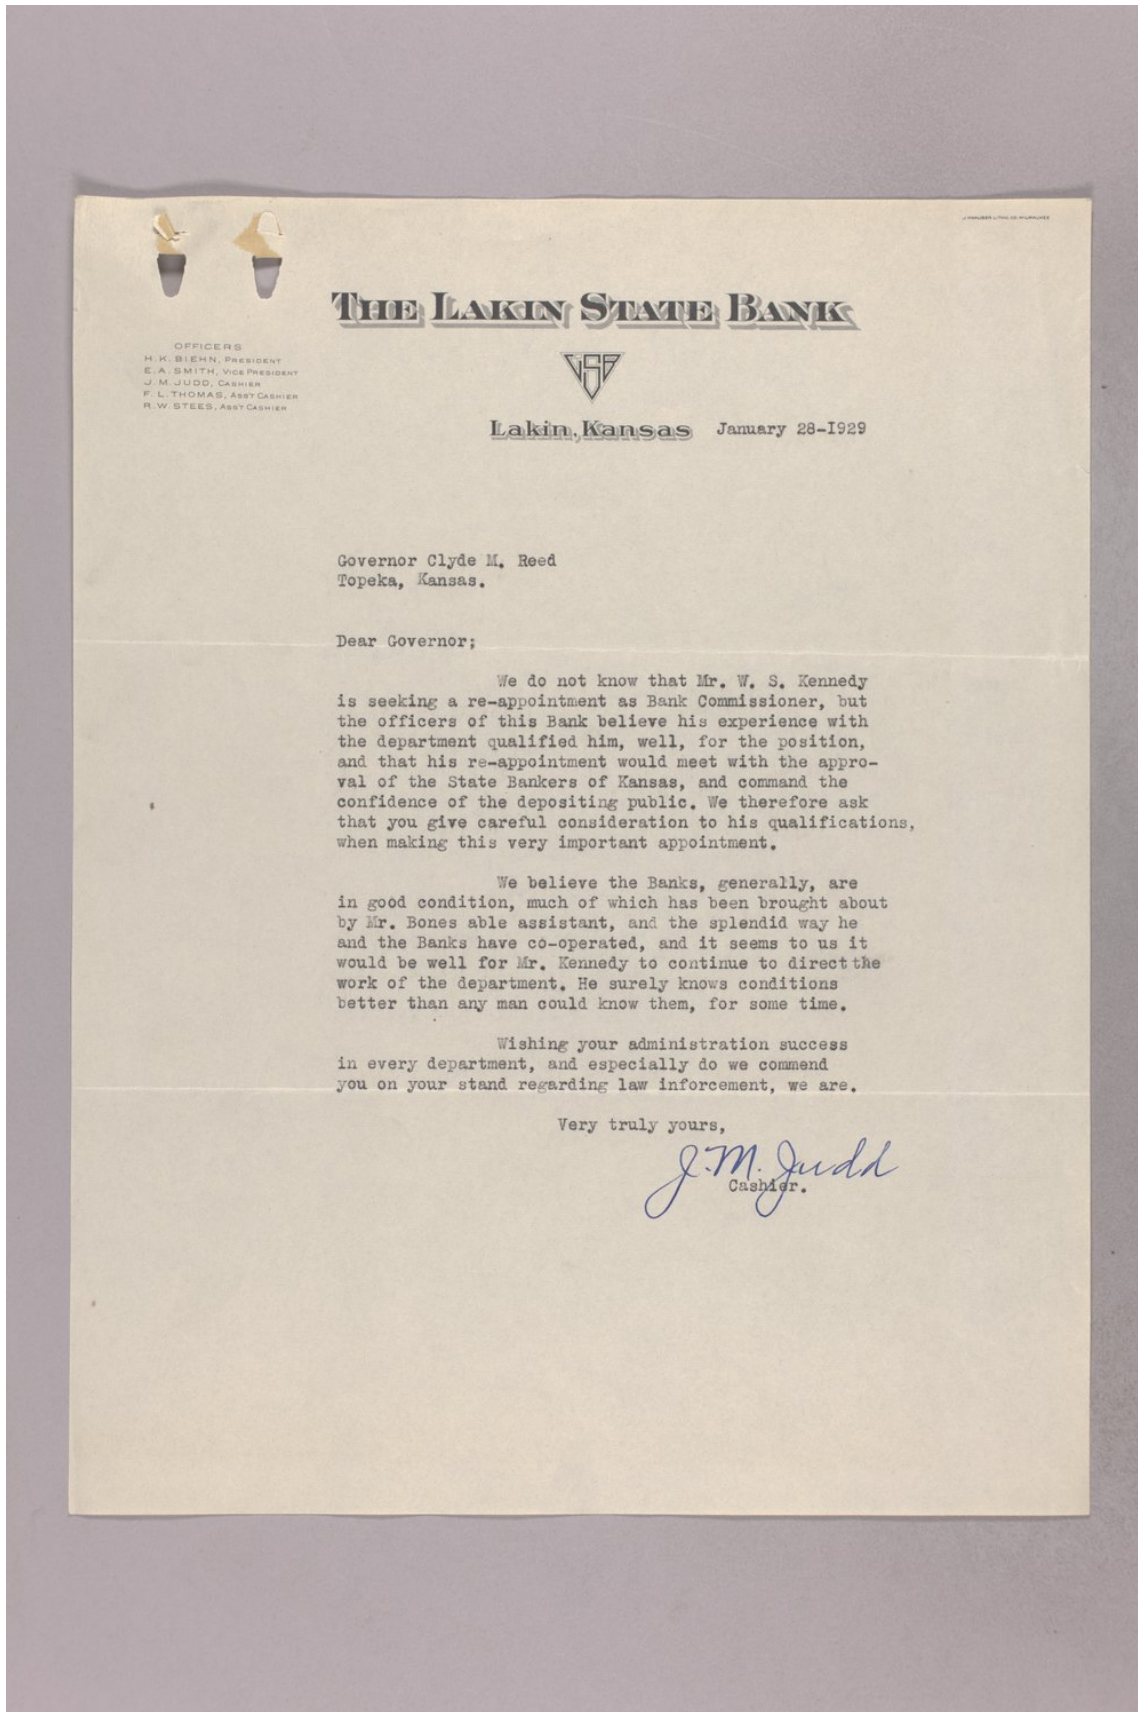 THE LAKIN STATE BANK
OFFICERS
H. K. BIEHN, PRESIDENT
E. A. SMITH, VICE PRESIDENT
J. M. JUDD, CASHIER
F. L. THOMAS, ASS'T CASHIER
R. W. STEES, ASS'T CASHIER
LSB
Lakin, Kansas January 28-I929
Governor Clyde M. Reed
Topeka, Kansas.
Dear Governor;
We do not know that Mr. W. S. Kennedy
is seeking a re-appointment as Bank Commissioner, but
the officers of this Bank believe his experience with
the department qualified him, well, for the position,
and that his re-appointment would meet with the appro-
val of the State Bankers of Kansas, and command the
confidence of the depositing public. We therefore ask
that you give careful consideration to his qualifications,
when making this very important appointment.
We believe the Banks, generally, are
in good condition, much of which has been brought about
by Mr. Bones able assistant, and the splendid way he
and the Banks have co-operated, and it seems to us it
would be well for Mr. Kennedy to continue to direct the
work of the department. He surely knows conditions
better than any man could know them, for some time.
Wishing your administration success
in every department, and especially do we commend
you on your stand regarding law inforcement, we are.
Very truly yours,
J. M. Judd
Cashier.